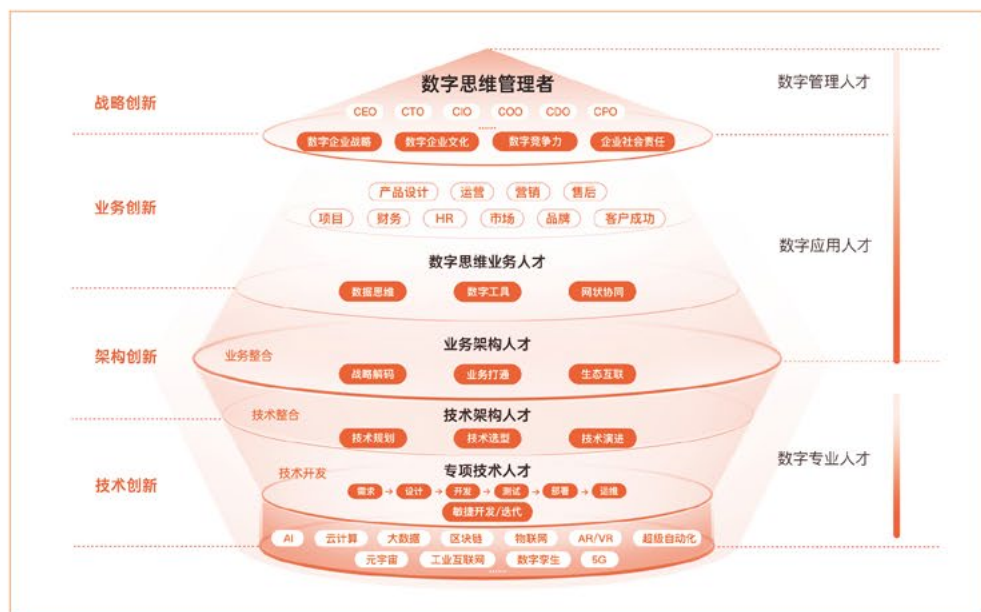 数字思维管理者
数字管理人才
战略创新
CEO CTO CIO COO CDO CPO
数字企业战略 数字企业文化 数字竞争力 企业社会责任
产品设计 运营 营销 售后
业务创新
项目 财务 HR 市场 品牌 客户成功
数字应用人才
数字思维业务人才
数据思维 数字工具 网状协同
业务架构人才
架构创新
业务整合
战略解码 业务打通 生态互联
技术整合
技术架构人才
技术规划 技术选型 技术演进
数字专业人才
技术开发
专项技术人才
技术创新
需求 → 设计 → 开发 → 测试 → 部署 → 运维
敏捷开发/迭代
AI 云计算 大数据 区块链 物联网 AR/VR 超级自动化
元宇宙 工业互联网 数字孪生 5G